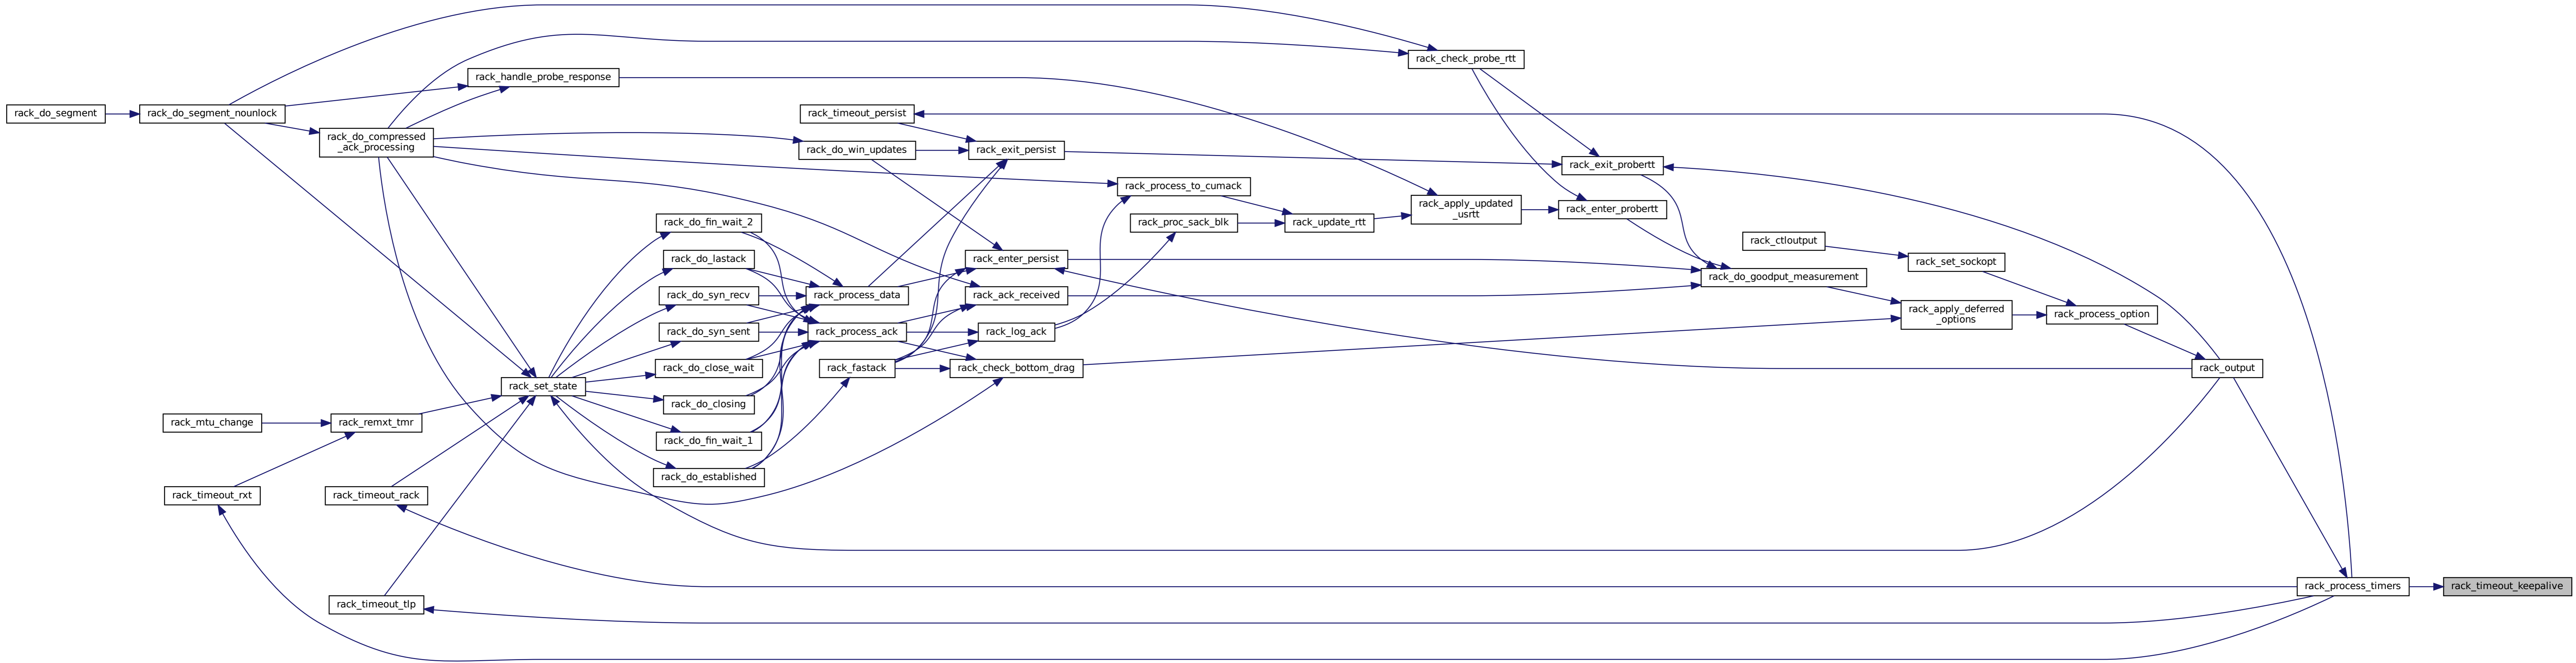 rack_do_segment
rack_do_segment_nounlock
rack_mtu_change
rack_timeout_rxt
rack_do_compressed
_ack_processing
rack_remxt_tmr
rack_timeout_rack
rack_timeout_tlp
rack_handle_probe_response
rack_set_state
rack_do_fin_wait_2
rack_do_lastack
rack_do_syn_recv
rack_do_syn_sent
rack_do_close_wait
rack_do_closing
rack_do_fin_wait_1
rack_do_established
rack_timeout_persist
rack_do_win_updates
rack_process_data
rack_process_ack
rack_fastack
rack_exit_persist
rack_enter_persist
rack_ack_received
rack_log_ack
rack_check_bottom_drag
rack_process_to_cumack
rack_proc_sack_blk
rack_update_rtt
rack_check_probe_rtt
rack_apply_updated
_usrtt
rack_exit_probertt
rack_enter_probertt
rack_ctloutput
rack_do_goodput_measurement
rack_set_sockopt
rack_apply_deferred
_options
rack_process_option
rack_output
rack_process_timers
rack_timeout_keepalive